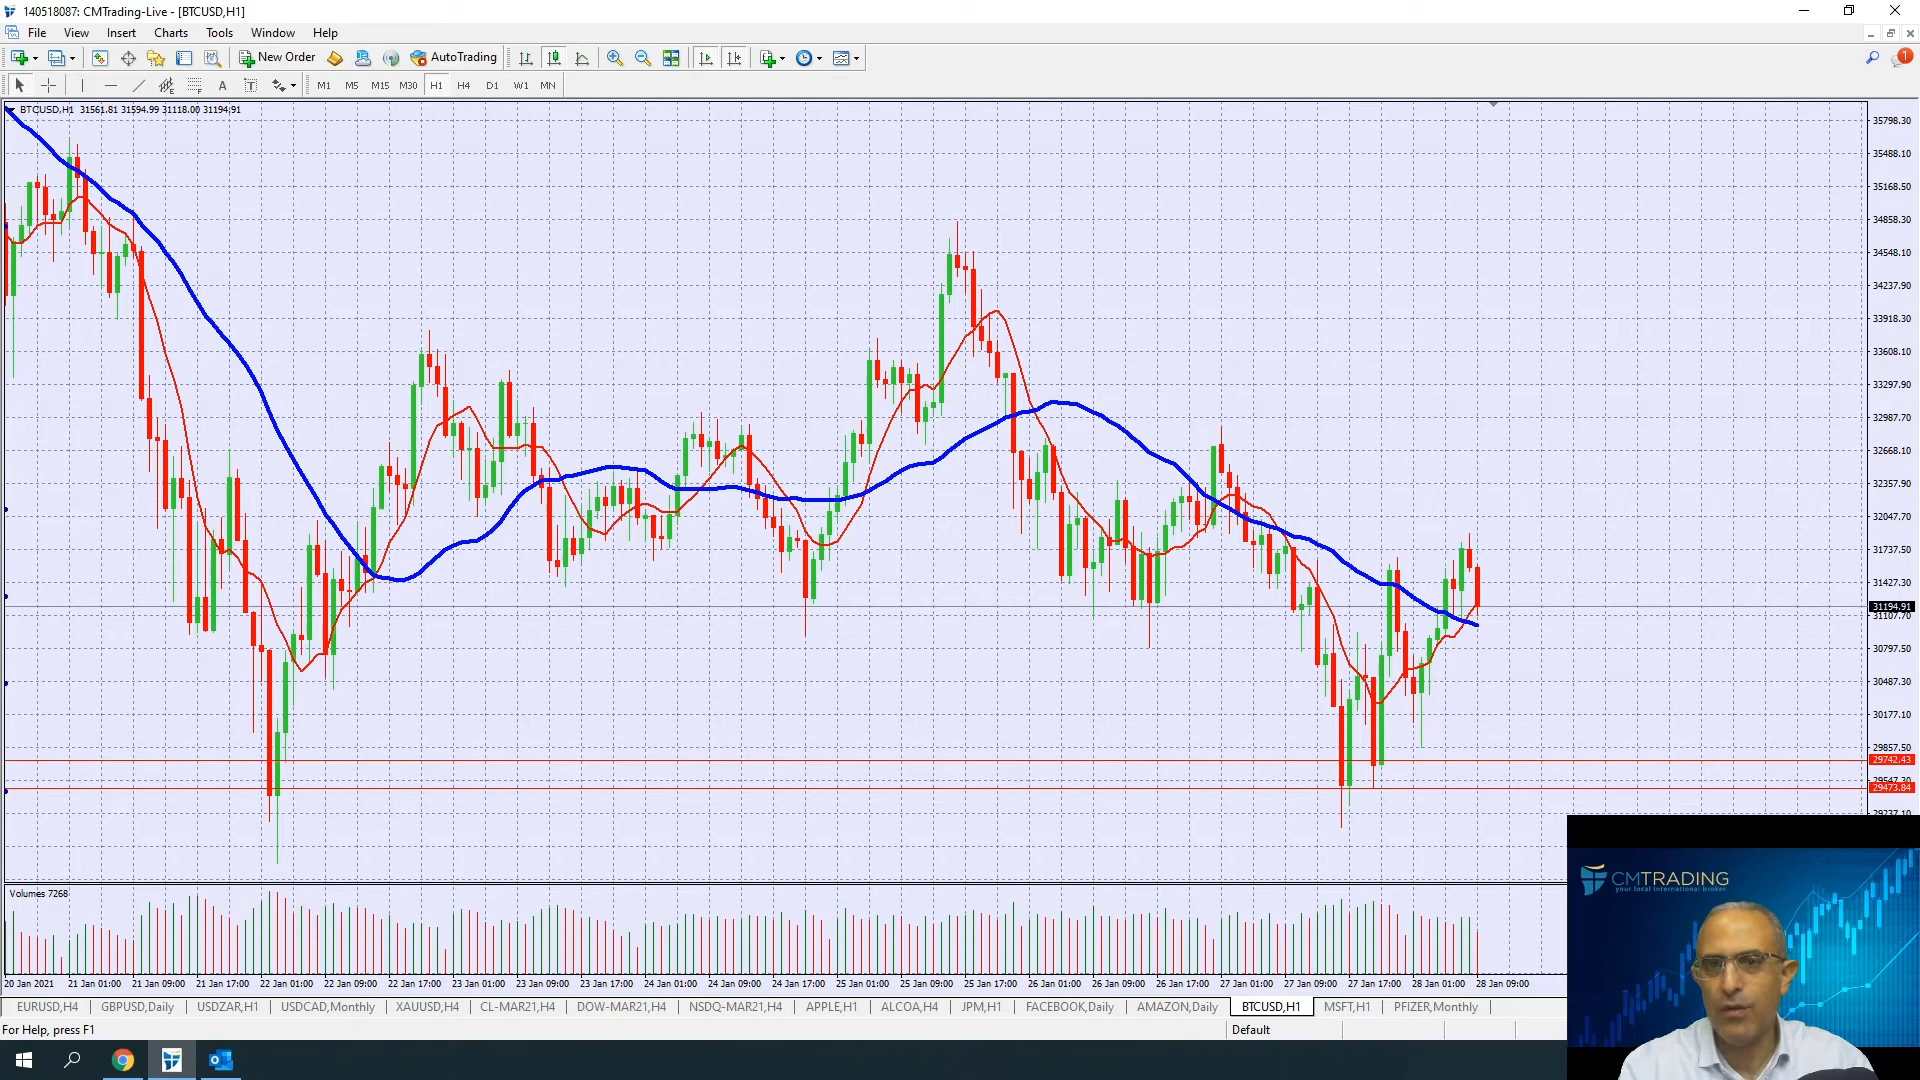 140518087: CMTrading-Live - [BTCUSD,H1]
File View Insert Charts Tools Window Help
New Order AutoTrading 1
A T M1 M5 M15 M30 H1 H4 D1 W1 MN
BTCUSD,H1 31561.81 31594.99 31118.00 31194.91
35798.30
35488.10
35168.50
34858.30
34548.10
34237.90
33918.30
33608.10
33297.90
32987.70
32668.10
32357.90
32047.70
31737.50
31427.30
31194.91
31107.70
30797.50
30487.30
30177.10
29857.50
29742.43
29547.30
29473.84
29237.10
CMTRADING
your local international broker
Volumes 7268
20 Jan 2021 21 Jan 01:00 21 Jan 09:00 21 Jan 17:00 22 Jan 01:00 22 Jan 09:00 22 Jan 17:00 23 Jan 01:00 23 Jan 09:00 23 Jan 17:00 24 Jan 01:00 24 Jan 09:00 24 Jan 17:00 25 Jan 01:00 25 Jan 09:00 25 Jan 17:00 26 Jan 01:00 26 Jan 09:00 26 Jan 17:00 27 Jan 01:00 27 Jan 09:00 27 Jan 17:00 28 Jan 01:00 28 Jan 09:00
EURUSD,H4 GBPUSD,Daily USDZAR,H1 USDCAD,Monthly XAUUSD,H4 CL-MAR21,H4 DOW-MAR21,H4 NSDQ-MAR21,H4 APPLE,H1 ALCOA,H4 JPM,H1 FACEBOOK,Daily AMAZON,Daily BTCUSD,H1 MSFT,H1 PFIZER,Monthly
For Help, press F1 Default